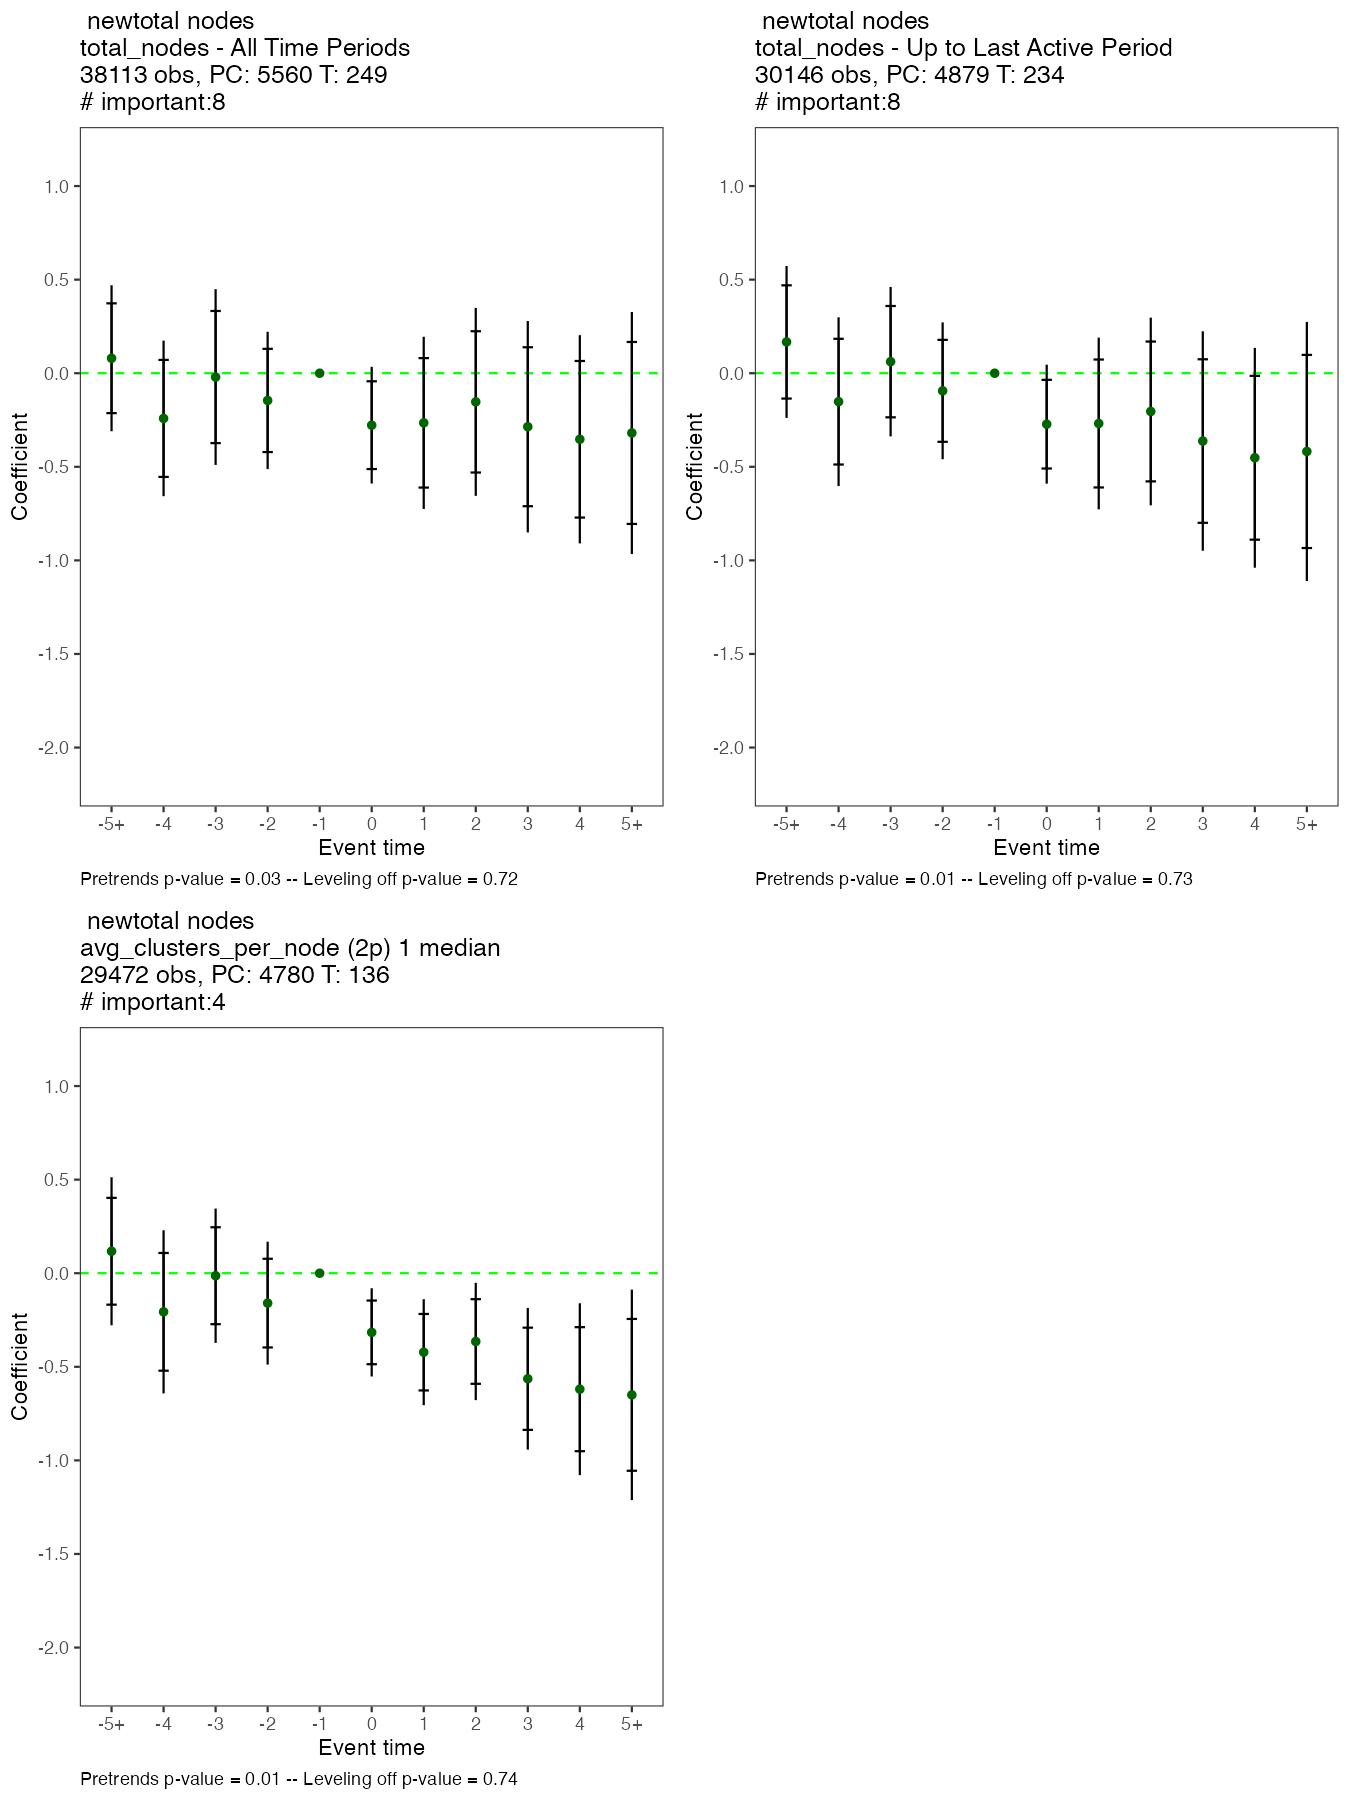 newtotal nodes
total_nodes - All Time Periods
38113 obs, PC: 5560 T: 249
# important:8
1.0
0.5
0.0
-0.5
-1.0
-1.5
-2.0
Coefficient
-5+ -4 -3 -2 -1 0 1 2 3 4 5+
Event time
Pretrends p-value = 0.03 -- Leveling off p-value = 0.72
newtotal nodes
total_nodes - Up to Last Active Period
30146 obs, PC: 4879 T: 234
# important:8
1.0
0.5
0.0
-0.5
-1.0
-1.5
-2.0
Coefficient
-5+ -4 -3 -2 -1 0 1 2 3 4 5+
Event time
Pretrends p-value = 0.01 -- Leveling off p-value = 0.73
newtotal nodes
avg_clusters_per_node (2p) 1 median
29472 obs, PC: 4780 T: 136
# important:4
1.0
0.5
0.0
-0.5
-1.0
-1.5
-2.0
Coefficient
-5+ -4 -3 -2 -1 0 1 2 3 4 5+
Event time
Pretrends p-value = 0.01 -- Leveling off p-value = 0.74